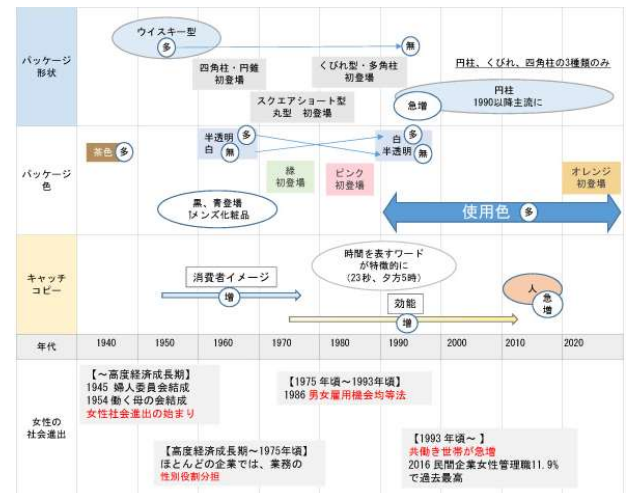 パッケージ
形状
ウイスキー型
多
無
四角柱・円錐
初登場
くびれ型・多角柱
初登場
円柱、くびれ、四角柱の3種類のみ
スクエアショート型
丸型 初登場
急増
円柱
1990以降主流に
パッケージ
色
茶色 多
半透明 多
白 無
白 多
半透明 無
緑
初登場
ピンク
初登場
オレンジ
初登場
黒、青登場
メンズ化粧品
使用色 多
キャッチ
コピー
時間を表すワード
が特徴的に
(23秒、夕方5時)
消費者イメージ
増
効能
増
人
急
増
年代
1940
1950
1960
1970
1980
1990
2000
2010
2020
女性の
社会進出
【~高度経済成長期】
1945 婦人委員会結成
1954 働く母の会結成
女性社会進出の始まり
【1975年頃~1993年頃】
1986 男女雇用機会均等法
【高度経済成長期~1975年頃】
ほとんどの企業では、業務の
性別役割分担
【1993年頃~ 】
共働き世帯が急増
2016 民間企業女性管理職11.9%
で過去最高